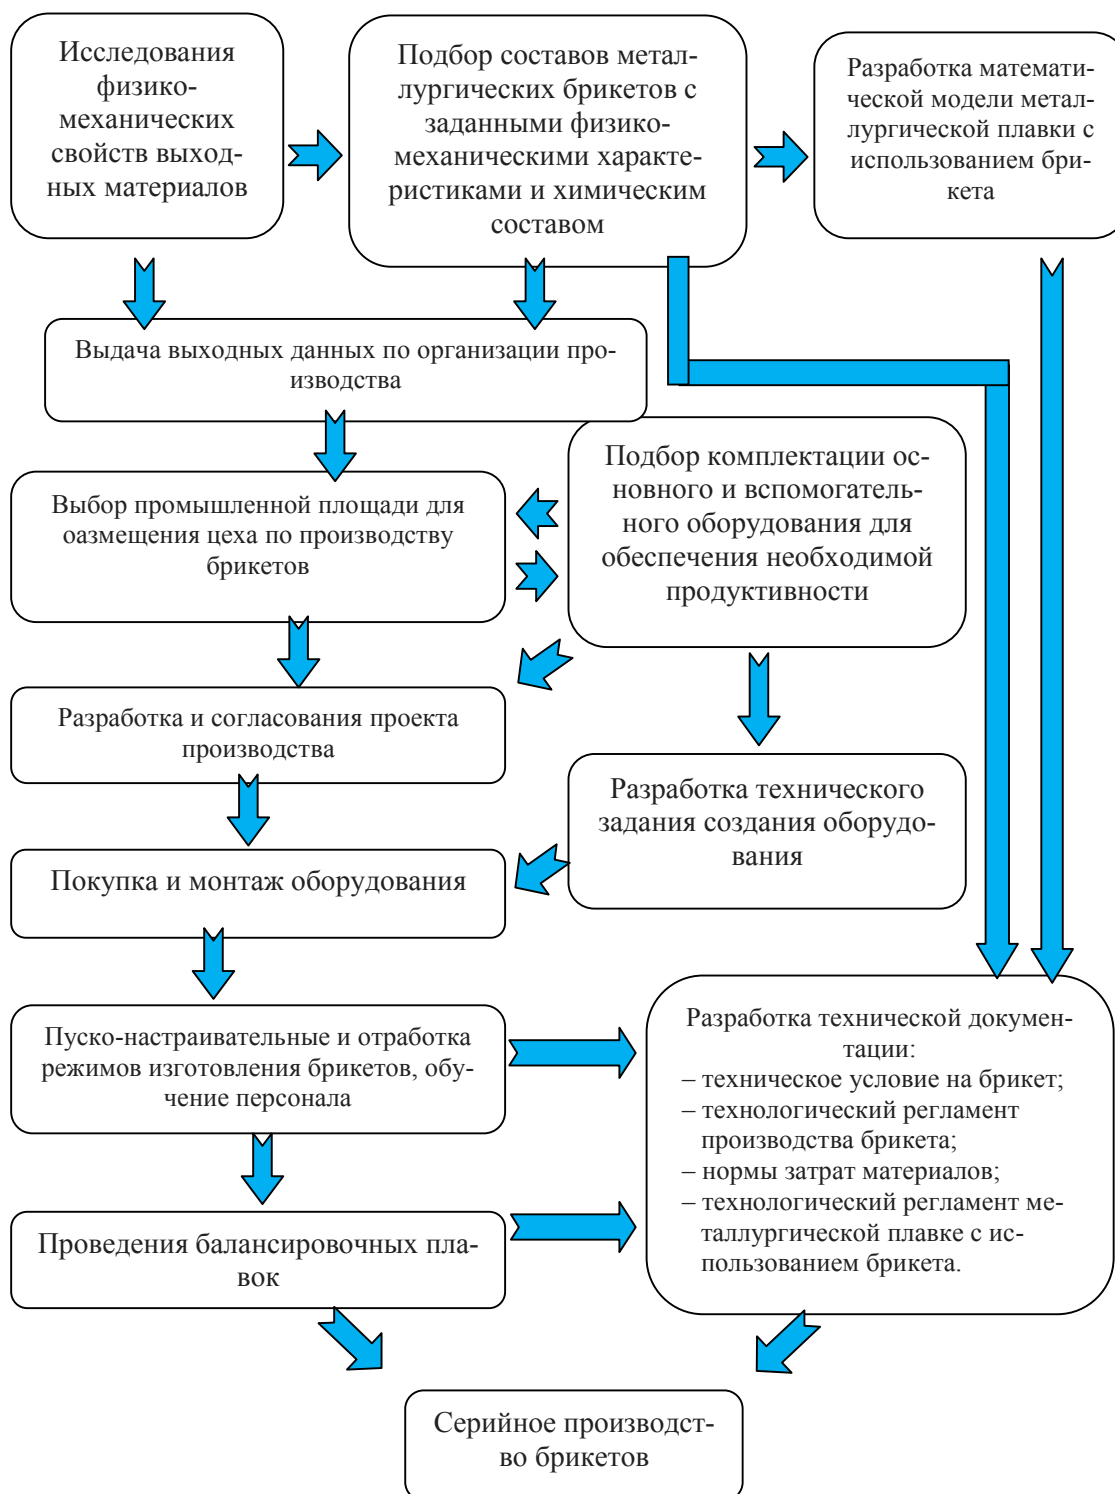 Исследования
физико-
механических
свойств выход-
ных материалов
Подбор составов метал-
лургических брикетов с
заданными физико-
механическими характе-
ристиками и химическим
составом
Разработка математи-
ческой модели метал-
лургической плавки с
использованием бри-
кета
Выдача выходных данных по организации про-
изводства
Выбор промышленной площади для
оазмещения цеха по производству
брикетов
Подбор комплектации ос-
новного и вспомогатель-
ного оборудования для
обеспечения необходимой
продуктивности
Разработка и согласования проекта
производства
Разработка технического
задания создания оборудо-
вания
Покупка и монтаж оборудования
Пуско-настраивательные и отработка
режимов изготовления брикетов, обу-
чение персонала
Разработка технической докумен-
тации:
– техническое условие на брикет;
– технологический регламент
производства брикета;
– нормы затрат материалов;
– технологический регламент ме-
таллургической плавке с ис-
пользованием брикета.
Проведения балансировочных пла-
вок
Серийное производст-
во брикетов